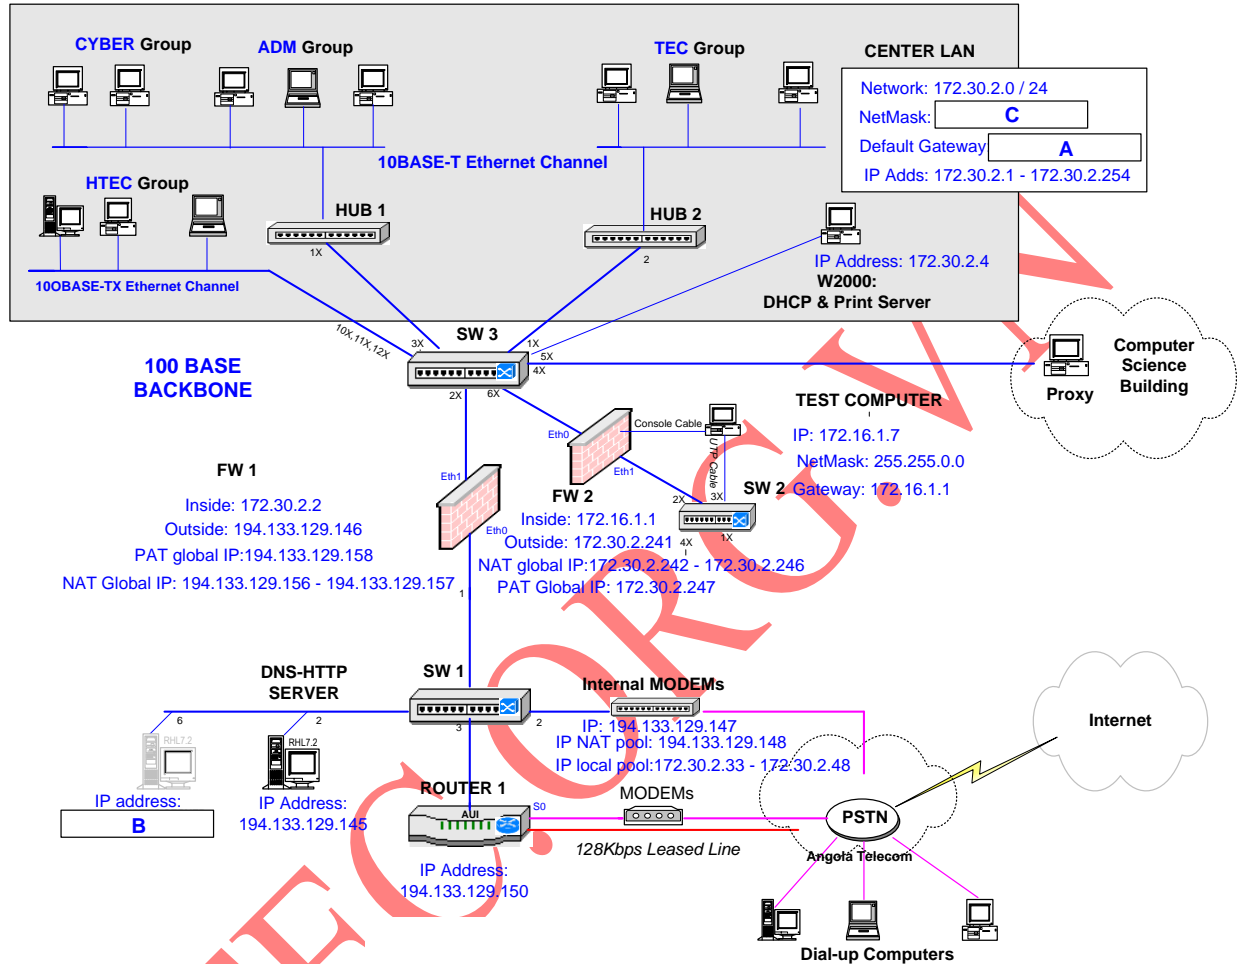 CYBER Group
ADM Group
TEC Group
CENTER LAN
Network: 172.30.2.0 / 24
NetMask:
C
Default Gateway:
A
IP Adds: 172.30.2.1 - 172.30.2.254
10BASE-T Ethernet Channel
HTEC Group
HUB 1
1X
HUB 2
2
10OBASE-TX Ethernet Channel
IP Address: 172.30.2.4
W2000:
DHCP & Print Server
10X,11X,12X
3X
SW 3
1X
5X
4X
2X
6X
100 BASE
BACKBONE
Computer
Science
Building
Proxy
TEST COMPUTER
IP: 172.16.1.7
NetMask: 255.255.0.0
Gateway: 172.16.1.1
Console Cable
UTP Cable
Eth0
Eth1
FW 2
SW 2
2X
3X
4X
1X
Inside: 172.16.1.1
Outside: 172.30.2.241
NAT global IP:172.30.2.242 - 172.30.2.246
PAT Global IP: 172.30.2.247
FW 1
Eth1
Eth0
Inside: 172.30.2.2
Outside: 194.133.129.146
PAT global IP:194.133.129.158
NAT Global IP: 194.133.129.156 - 194.133.129.157
1
DNS-HTTP
SERVER
SW 1
Internal MODEMs
6
2
3
2
IP: 194.133.129.147
IP NAT pool: 194.133.129.148
IP local pool:172.30.2.33 - 172.30.2.48
Internet
RHL7.2
RHL7.2
IP address:
B
IP Address:
194.133.129.145
ROUTER 1
AUI
S0
MODEMs
PSTN
Angola Telecom
128Kbps Leased Line
IP Address:
194.133.129.150
Dial-up Computers
TEC.ORG.VN